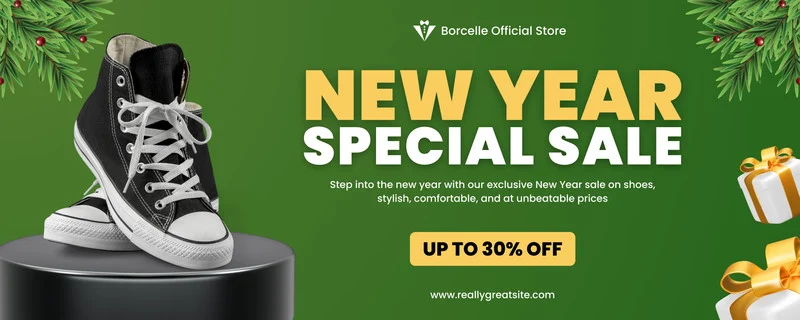 Borcelle Official Store
NEW YEAR
SPECIAL SALE
Step into the new year with our exclusive New Year sale on shoes,
stylish, comfortable, and at unbeatable prices
UP TO 30% OFF
www.reallygreatsite.com